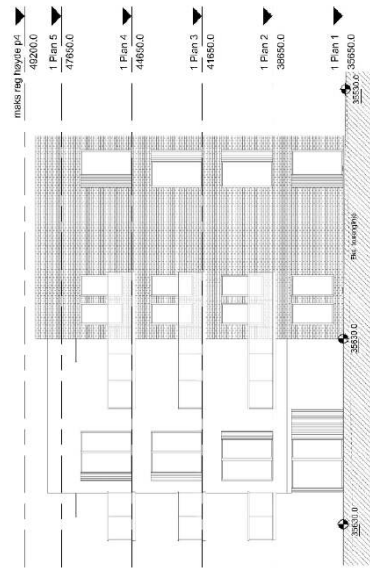 maks reg høyde p4
49200.0
1 Plan 5
47650.0
1 Plan 4
44650.0
1 Plan 3
41650.0
1 Plan 2
38650.0
1 Plan 1
35650.0
35530.0
35630.0
35630.0